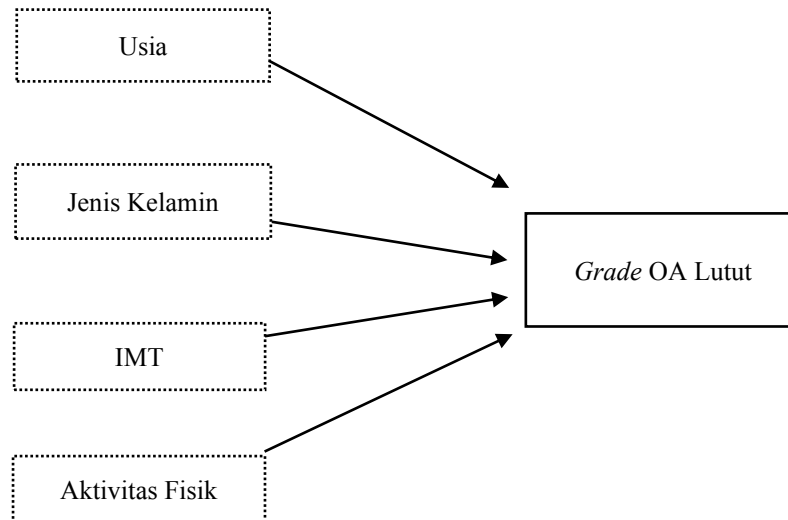 Usia
Jenis Kelamin
Grade OA Lutut
IMT
Aktivitas Fisik